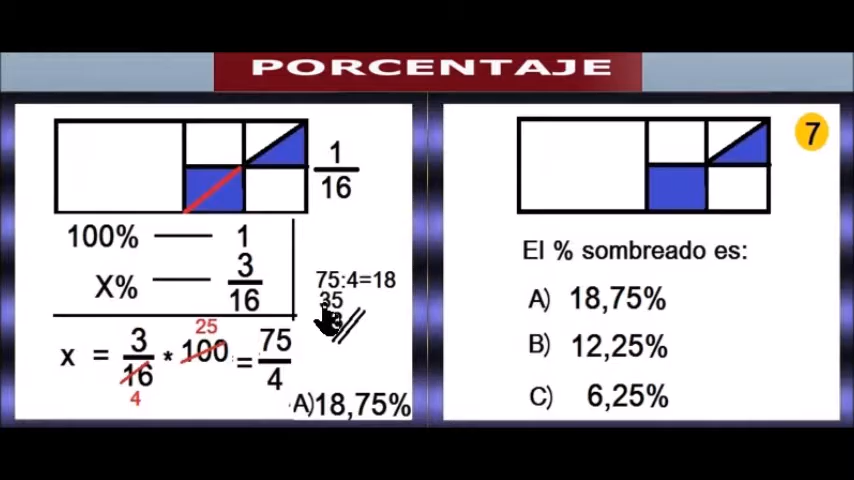 PORCENTAJE
1
16
100% 1
X% 3
16
75:4=18
35
x = 3 * 100 = 75
16 4
25
4
A)18,75%
7
El % sombreado es:
A) 18,75%
B) 12,25%
C) 6,25%